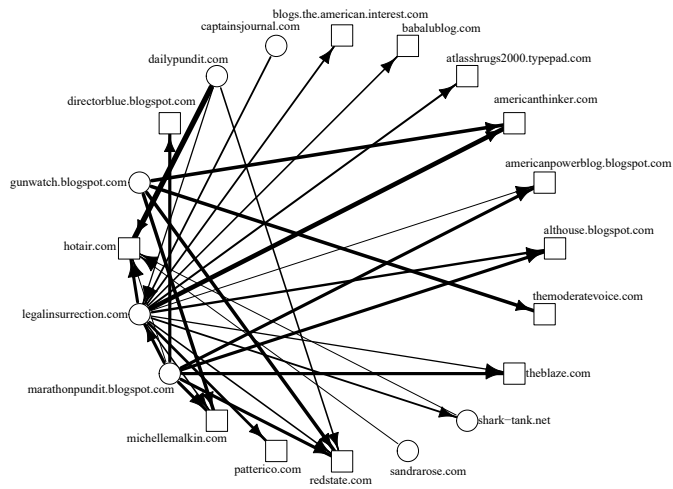 blogs.the.american.interest.com
captainsjournal.com
babalublog.com
dailypundit.com
atlasshrugs2000.typepad.com
directorblue.blogspot.com
americanthinker.com
americanpowerblog.blogspot.com
gunwatch.blogspot.com
althouse.blogspot.com
hotair.com
themoderatevoice.com
legalinsurrection.com
theblaze.com
marathonpundit.blogspot.com
shark−tank.net
michellemalkin.com
patterico.com
sandrarose.com
redstate.com